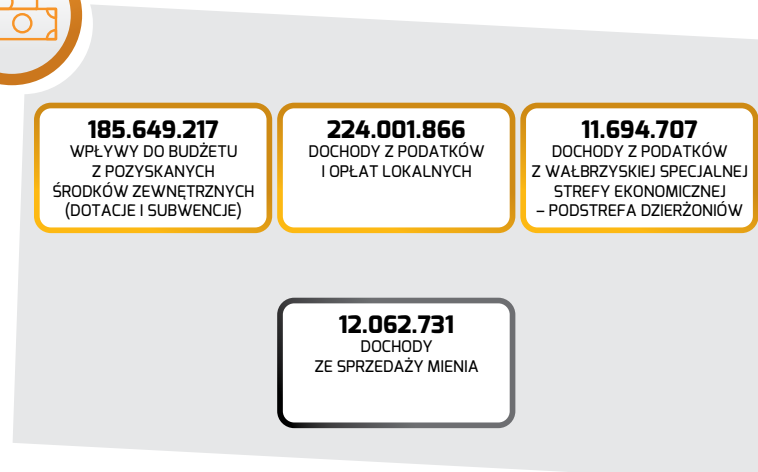 185.649.217
WPŁYWY DO BUDŻETU
Z POZYSKANYCH
ŚRODKÓW ZEWNĘTRZNYCH
(DOTACJE I SUBWENCJE)
224.001.866
DOCHODY Z PODATKÓW
I OPŁAT LOKALNYCH
11.694.707
DOCHODY Z PODATKÓW
Z WAŁBRZYSKIEJ SPECJALNEJ
STREFY EKONOMICZNEJ
– PODSTREFA DZIERŻONIÓW
12.062.731
DOCHODY
ZE SPRZEDAŻY MIENIA